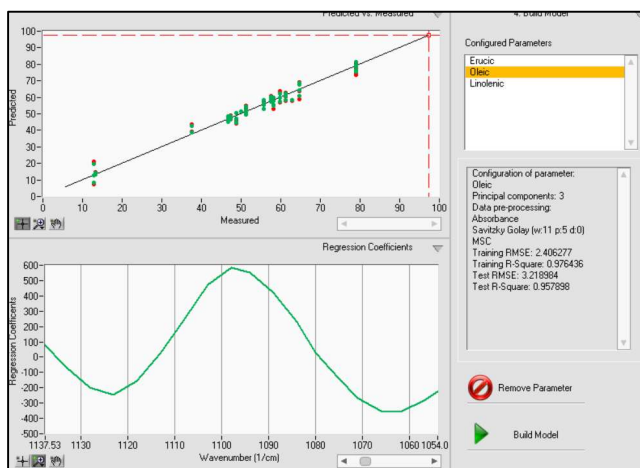 Predicted vs. Measured
100-
90-
80-
70-
60-
50-
40-
30-
20-
10-
0-
Predicted
0 10 20 30 40 50 60 70 80 90 100
Measured
Regression Coefficients
600-
500-
400-
300-
200-
100-
0-
-100-
-200-
-300-
-400-
-500-
Regression Coefficents
1137.53 1130 1120 1110 1100 1090 1080 1070 1060 1054.0
Wavenumber [1/cm]
4. Build Model
Configured Parameters
Erucic
Oleic
Linolenic
Configuration of parameter:
Oleic
Principal components: 3
Data pre-processing:
Absorbance
Savitzky Golay (w:11 p:5 d:0)
MSC
Training RMSE: 2.406277
Training R-Square: 0.976436
Test RMSE: 3.218984
Test R-Square: 0.957898
Remove Parameter
Build Model